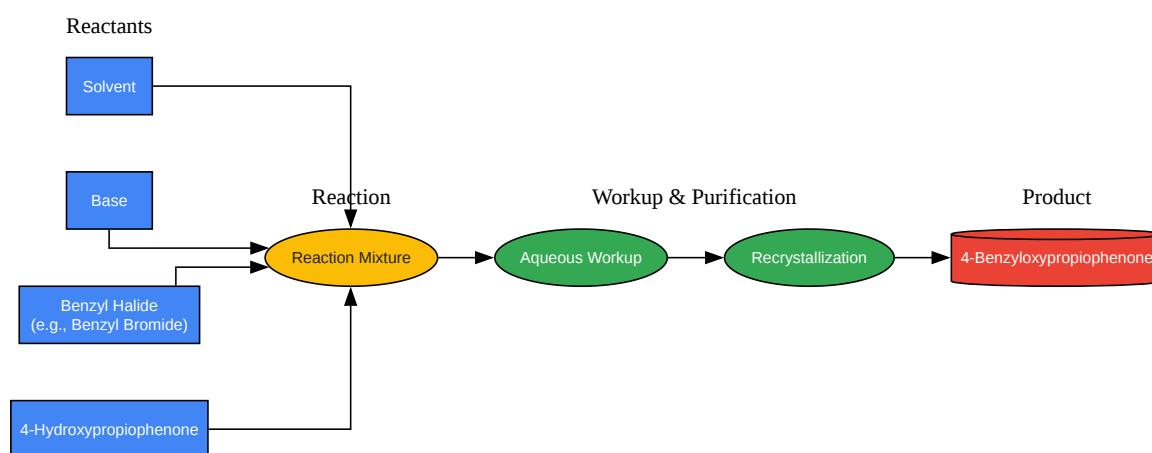 Reactants
Solvent
Base
Benzyl Halide
(e.g., Benzyl Bromide)
4-Hydroxypropiophenone
Reaction
Reaction Mixture
Workup & Purification
Aqueous Workup
Recrystallization
Product
4-Benzyloxypropiophenone